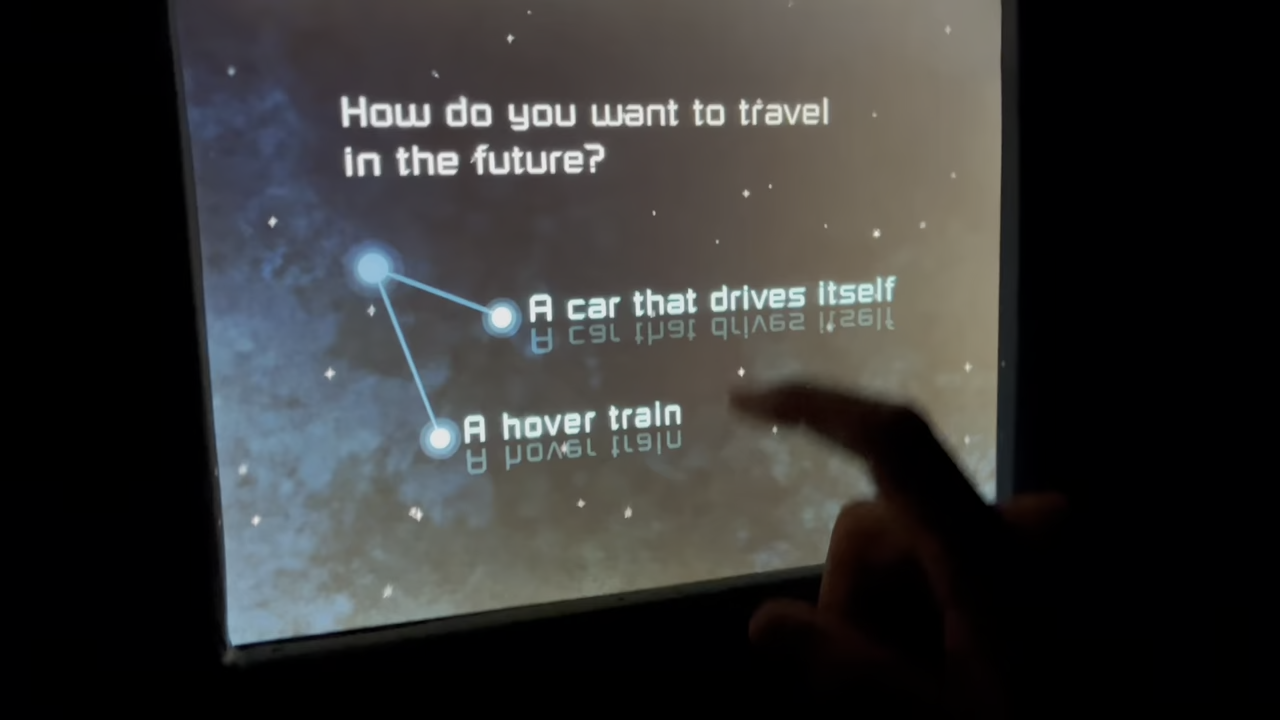 How do you want to travel
in the future?
A car that drives itself
A hover train